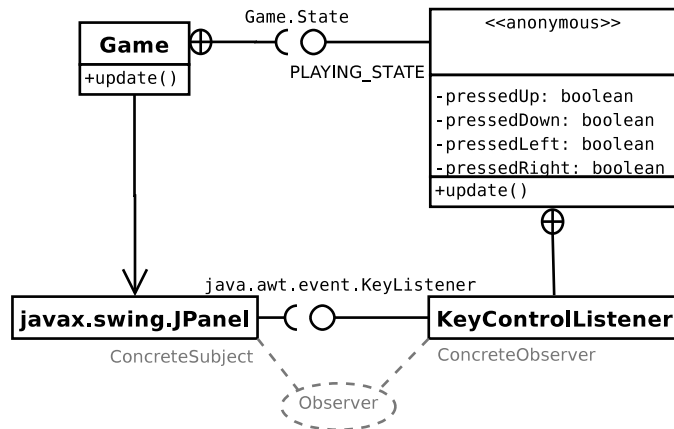 Game.State
<<anonymous>>
Game
+update()
PLAYING_STATE
-pressedUp: boolean
-pressedDown: boolean
-pressedLeft: boolean
-pressedRight: boolean
+update()
java.awt.event.KeyListener
javax.swing.JPanel
KeyControlListener
ConcreteSubject
ConcreteObserver
Observer